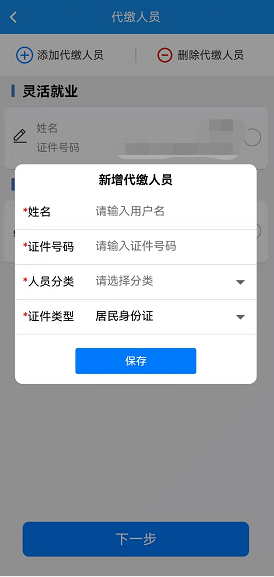 代缴人员
添加代缴人员
删除代缴人员
灵活就业
姓名
证件号码
新增代缴人员
*姓名 请输入用户名
*证件号码 请输入证件号码
*人员分类 请选择分类
*证件类型 居民身份证
保存
下一步